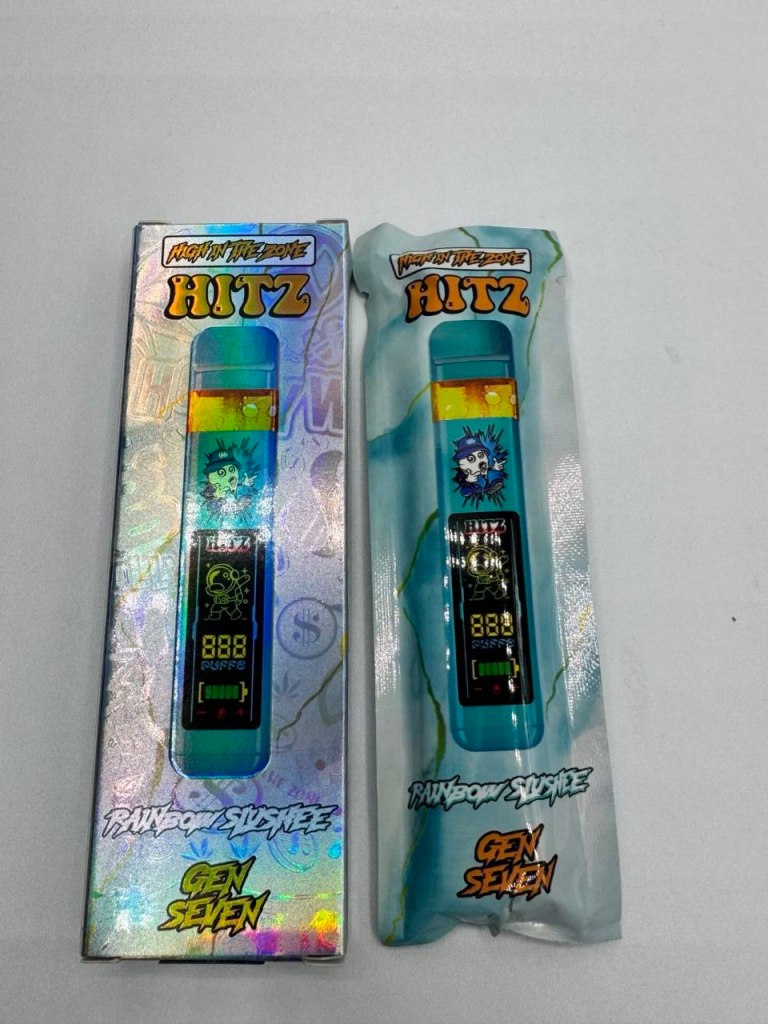 HIGH IN THE ZONE
HITZ
HITZ
888
PUFFS
RAINBOW SLUSHEE
GEN
SEVEN
HIGH IN THE ZONE
HITZ
HITZ
888
PUFFS
RAINBOW SLUSHEE
GEN
SEVEN